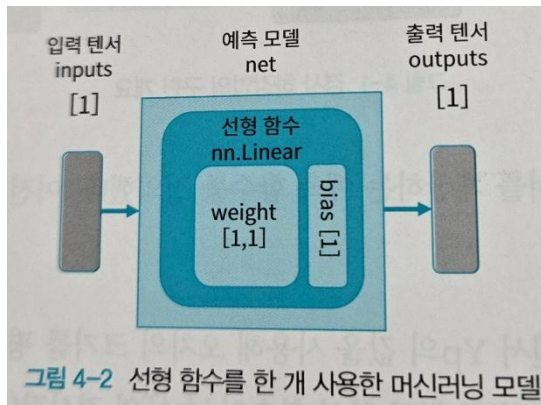 입력 텐서
inputs
[1]
예측 모델
net
출력 텐서
outputs
[1]
선형 함수
nn.Linear
weight
[1,1]
bias [1]
그림 4-2 선형 함수를 한 개 사용한 머신러닝 모델